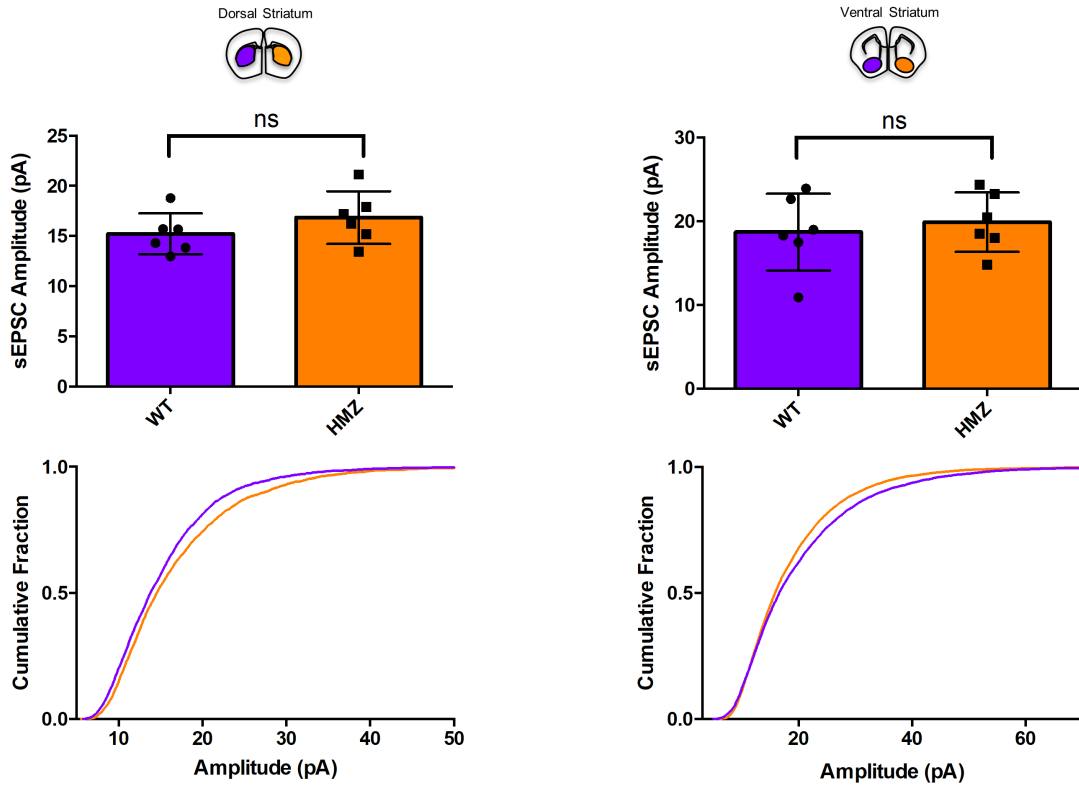 Dorsal Striatum
ns
sEPSC Amplitude (pA)
25
20
15
10
5
0
WT
HMZ
Cumulative Fraction
1.0
0.5
0.0
10
20
30
40
50
Amplitude (pA)
Ventral Striatum
ns
sEPSC Amplitude (pA)
30
20
10
0
WT
HMZ
Cumulative Fraction
1.0
0.5
0.0
20
40
60
Amplitude (pA)